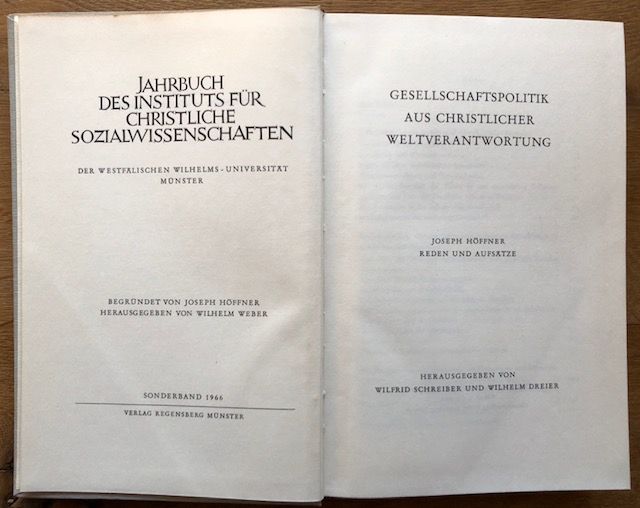 JAHRBUCH
DES INSTITUTS FÜR
CHRISTLICHE
SOZIALWISSENSCHAFTEN
DER WESTFÄLISCHEN WILHELMS-UNIVERSITÄT
MÜNSTER
BEGRÜNDET VON JOSEPH HÖFFNER
HERAUSGEGEBEN VON WILHELM WEBER
SONDERBAND 1966
VERLAG REGENSBERG MÜNSTER
GESELLSCHAFTSPOLITIK
AUS CHRISTLICHER
WELTVERANTWORTUNG
JOSEPH HÖFFNER
REDEN UND AUFSÄTZE
HERAUSGEGEBEN VON
WILFRID SCHREIBER UND WILHELM DREIER